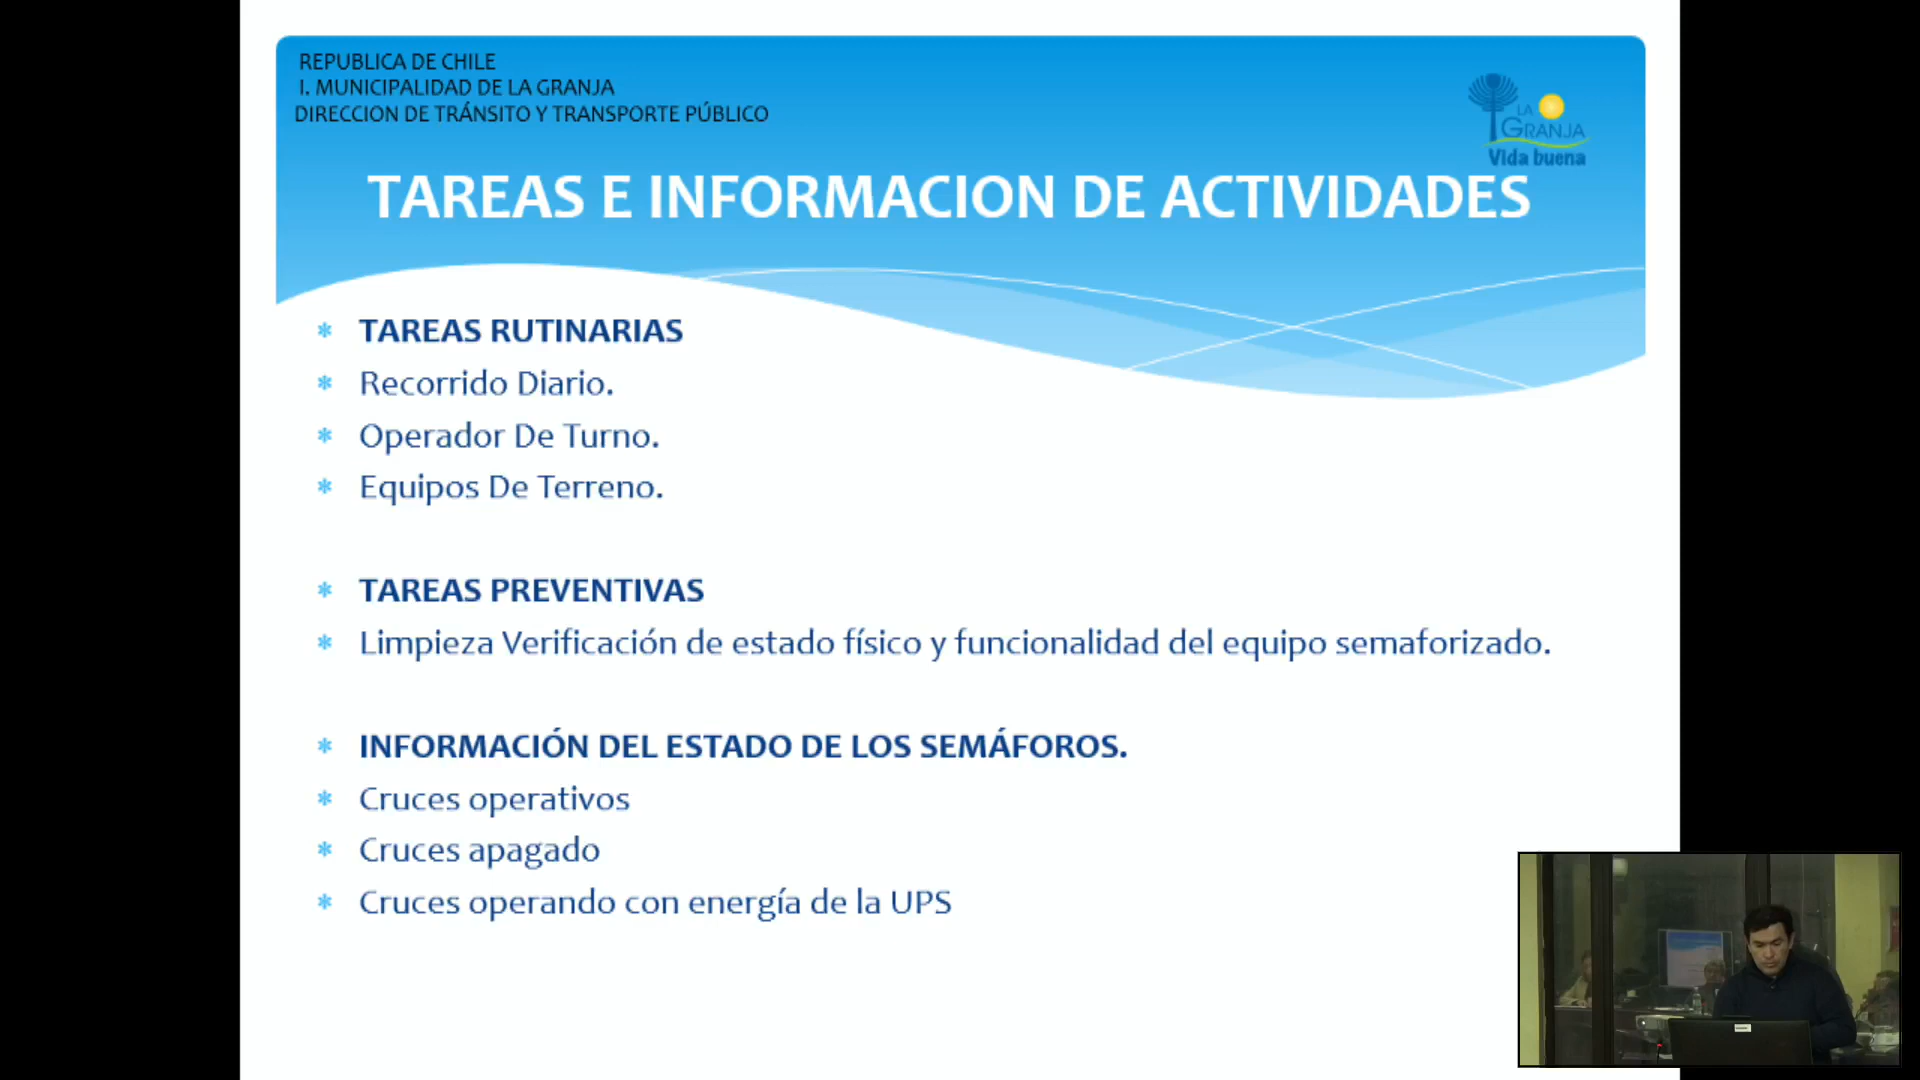 REPUBLICA DE CHILE
I. MUNICIPALIDAD DE LA GRANJA
DIRECCION DE TRÁNSITO Y TRANSPORTE PÚBLICO
LA
GRANJA
Vida buena
TAREAS E INFORMACION DE ACTIVIDADES
TAREAS RUTINARIAS
Recorrido Diario.
Operador De Turno.
Equipos De Terreno.
TAREAS PREVENTIVAS
Limpieza Verificación de estado físico y funcionalidad del equipo semaforizado.
INFORMACIÓN DEL ESTADO DE LOS SEMÁFOROS.
Cruces operativos
Cruces apagado
Cruces operando con energía de la UPS